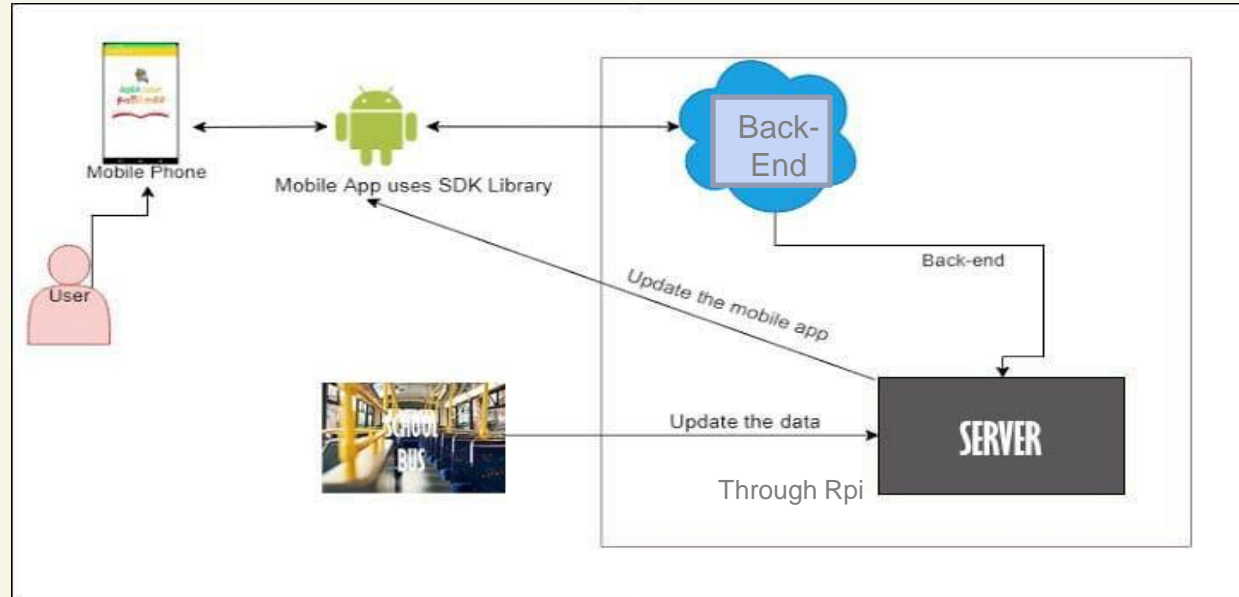 Mobile Phone
Mobile App uses SDK Library
Back-
End
Back-end
User
Update the mobile app
SCHOOL
BUS
Update the data
SERVER
Through Rpi